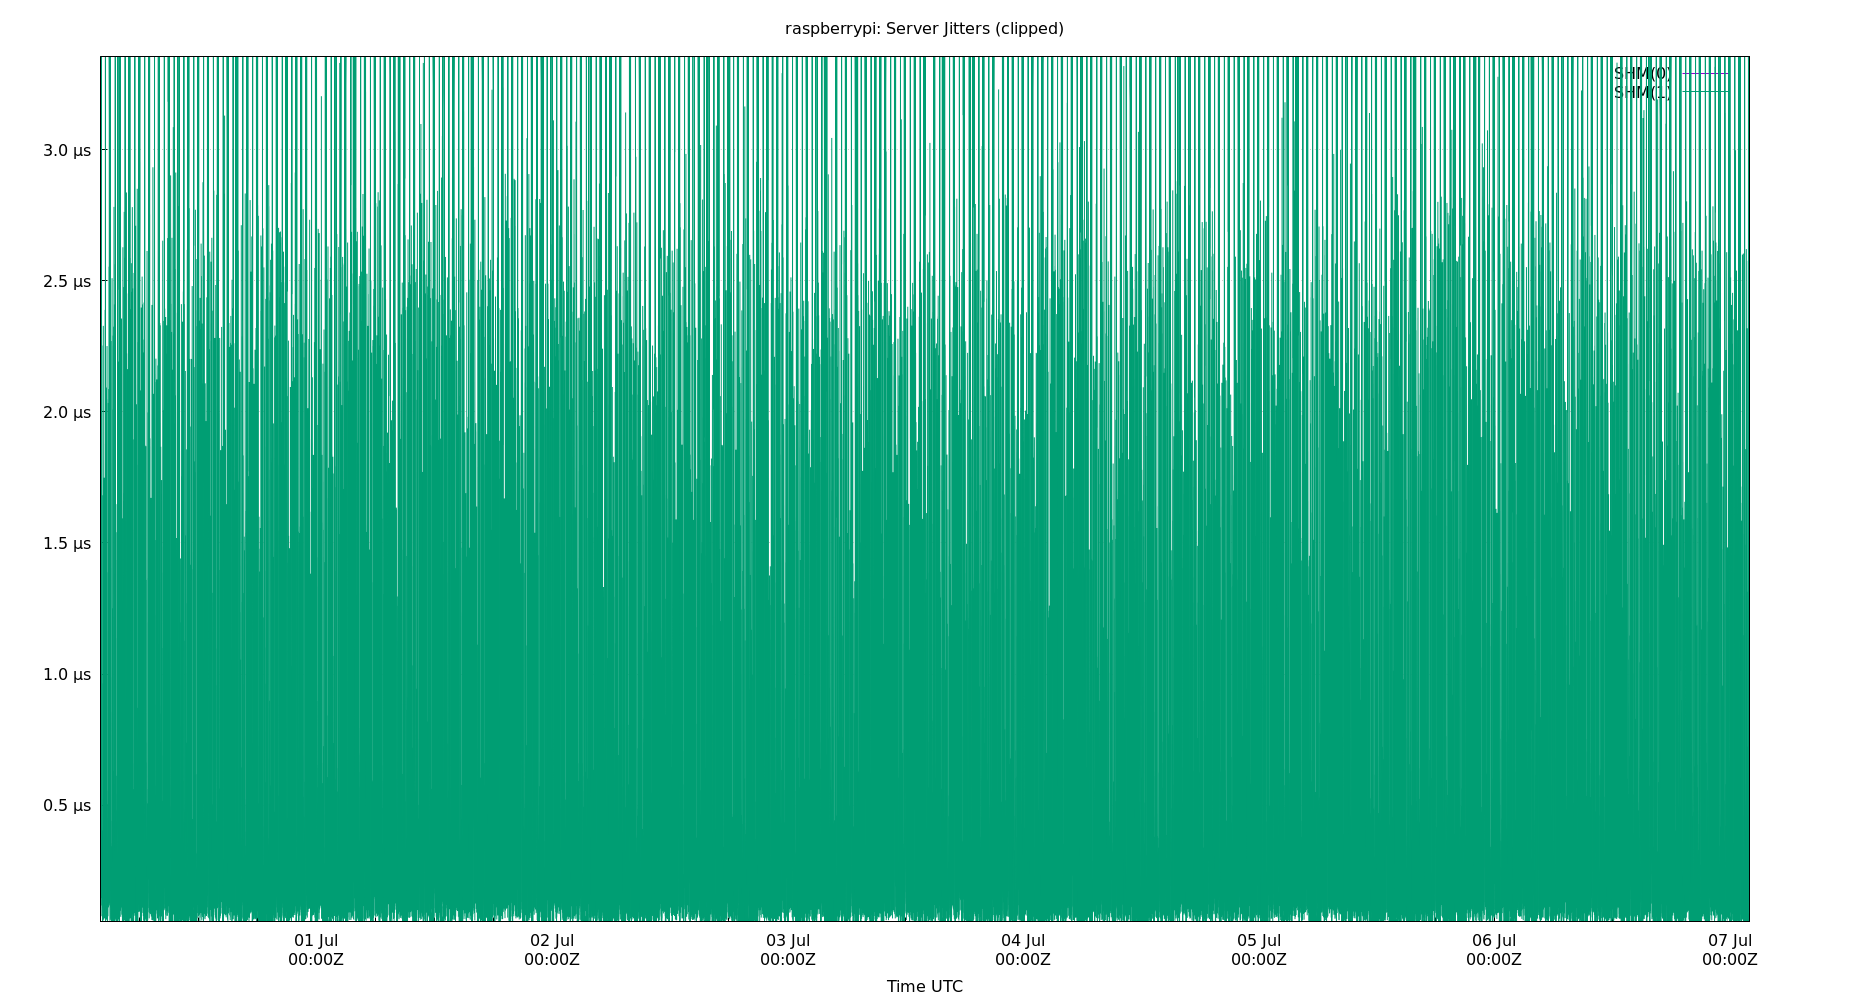 raspberrypi: Server Jitters (clipped)
SHM(0)
SHM(1)
3.0 µs
2.5 µs
2.0 µs
1.5 µs
1.0 µs
0.5 µs
01 Jul 02 Jul 03 Jul 04 Jul 05 Jul 06 Jul 07 Jul
00:00Z 00:00Z 00:00Z 00:00Z 00:00Z 00:00Z 00:00Z
Time UTC